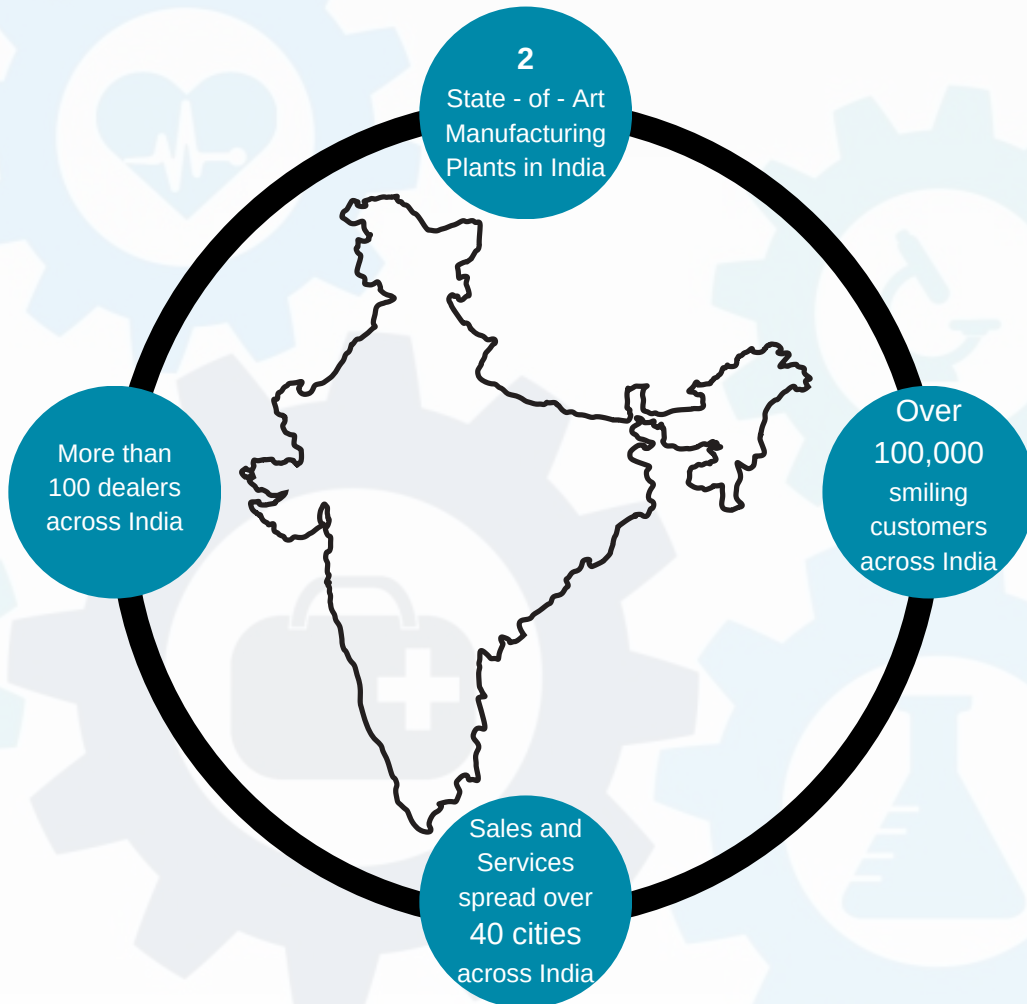 2
State - of - Art
Manufacturing
Plants in India
More than
100 dealers
across India
Over
100,000
smiling
customers
across India
Sales and
Services
spread over
40 cities
across India